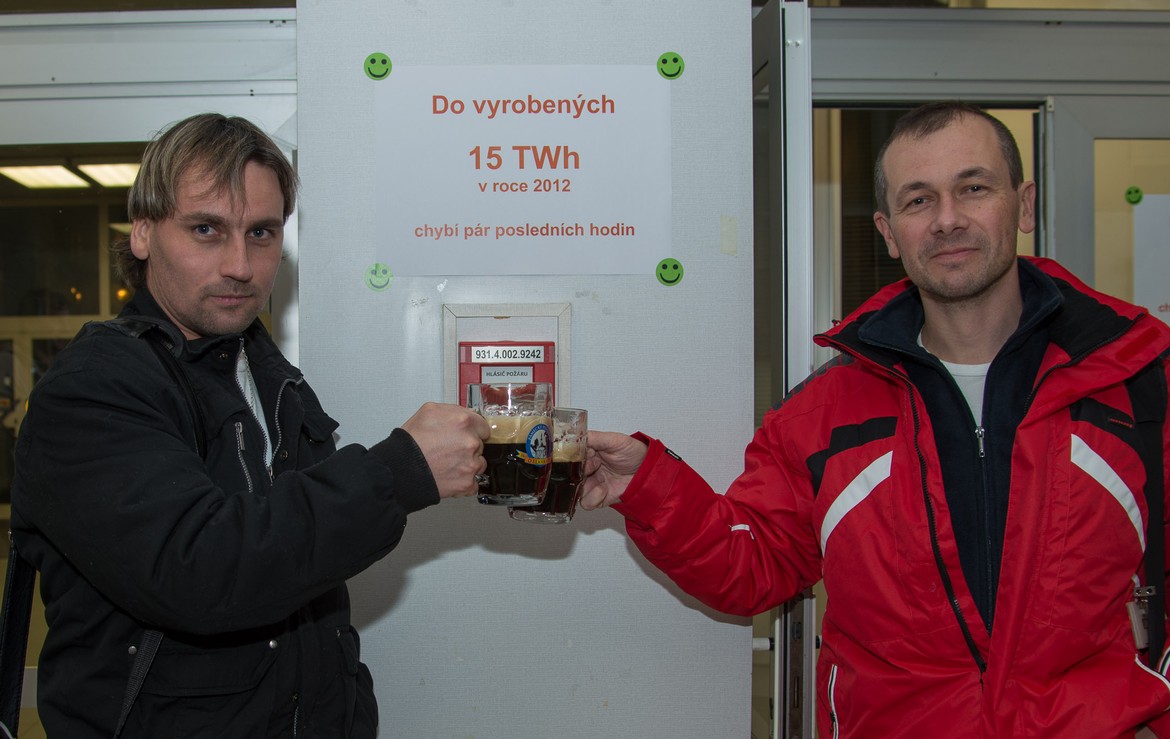 Do vyrobených
15 TWh
v roce 2012
chybí pár posledních hodin
931.4.002.9242
HLÁSIČ POŽÁRU